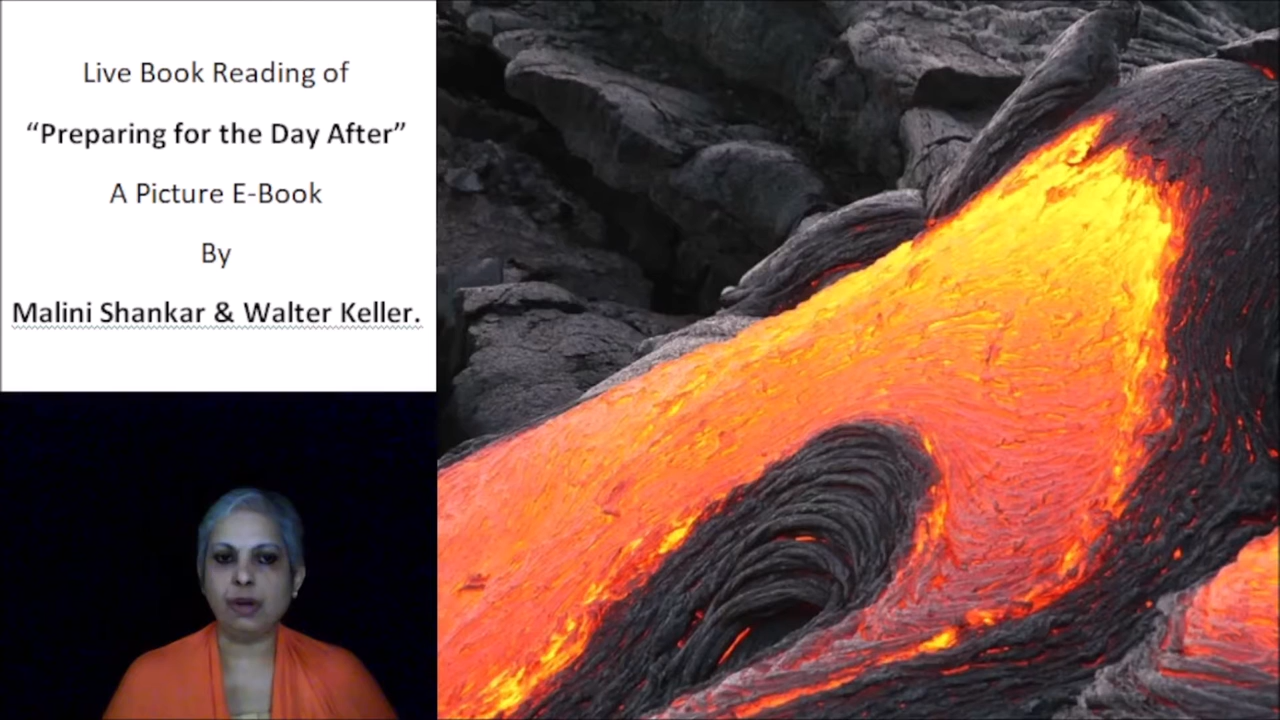 Live Book Reading of
“Preparing for the Day After”
A Picture E-Book
By
Malini Shankar & Walter Keller.